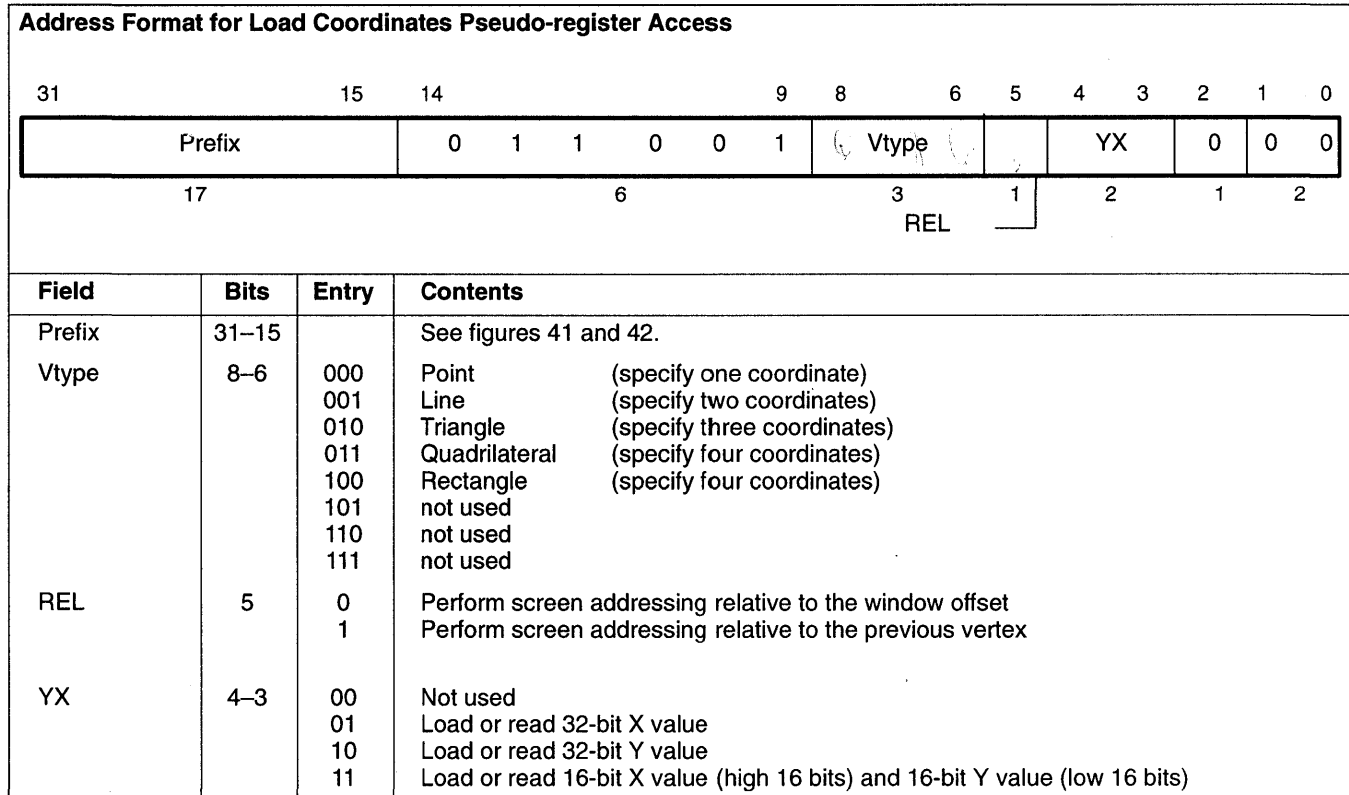 Address Format for Load Coordinates Pseudo-register Access
31 15 14 9 8 6 5 4 3 2 1 0
Prefix 0 1 1 0 0 1 Vtype YX 0 0 0
17 6 3 1 2 1 2
REL
Field Bits Entry Contents
Prefix 31–15 See figures 41 and 42.
Vtype 8–6 000 Point (specify one coordinate)
001 Line (specify two coordinates)
010 Triangle (specify three coordinates)
011 Quadrilateral (specify four coordinates)
100 Rectangle (specify four coordinates)
101 not used
110 not used
111 not used
REL 5 0 Perform screen addressing relative to the window offset
1 Perform screen addressing relative to the previous vertex
YX 4–3 00 Not used
01 Load or read 32-bit X value
10 Load or read 32-bit Y value
11 Load or read 16-bit X value (high 16 bits) and 16-bit Y value (low 16 bits)